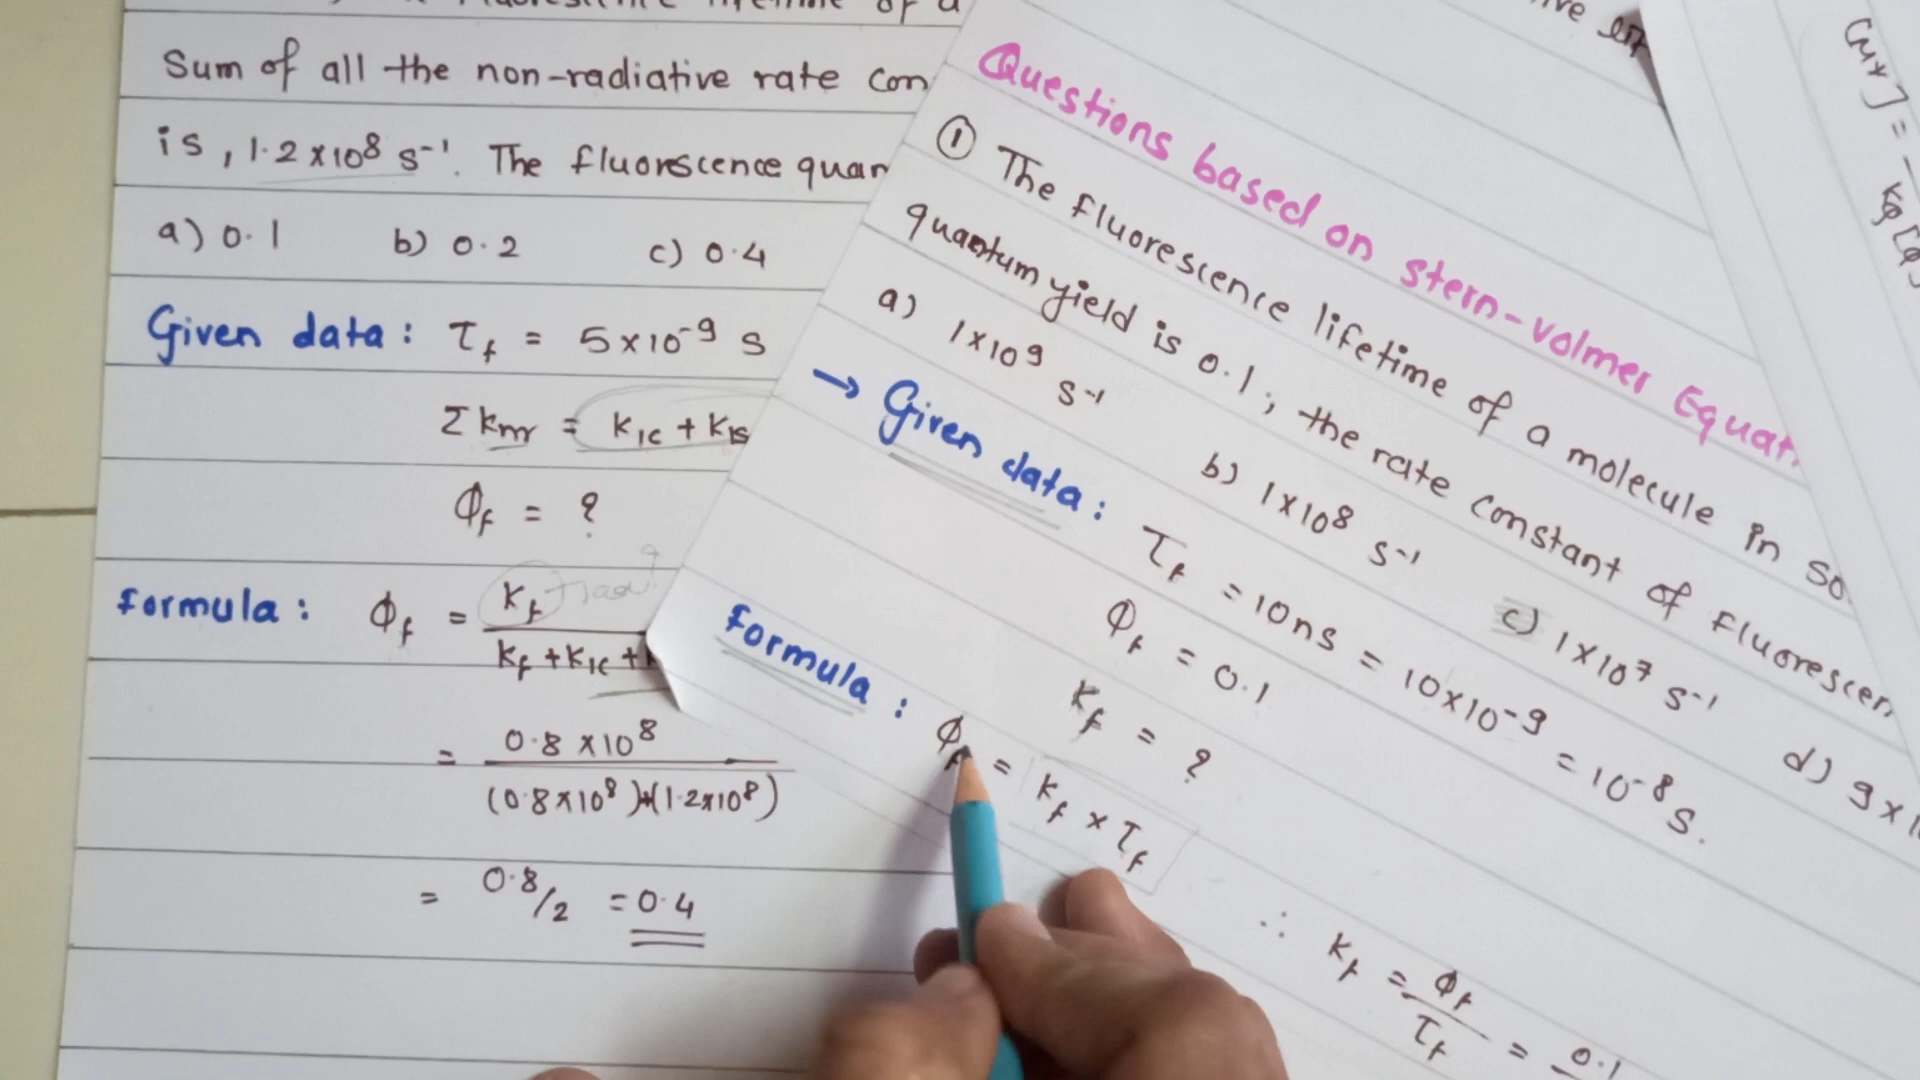 of a
Sum of all the non-radiative rate con
is, 1.2×10⁸ s⁻¹. The fluorescence quan
a) 0.1 b) 0.2 c) 0.4
Given data: τf = 5×10⁻⁹ s
Σknr = kIC + kIS
Φf = ?
Formula: Φf = kf / kf + kIC +
= 0.8×10⁸ / (0.8×10⁸)+(1.2×10⁸)
= 0.8/2 = 0.4
Questions based on stern-volmer Equat
① The fluorescence lifetime of a molecule in so
quantum yield is 0.1, the rate constant of fluorescen
a) 1×10⁹ s⁻¹ b) 1×10⁸ s⁻¹ c) 1×10⁷ s⁻¹ d) 9×1
→ Given data: τf = 10ns = 10×10⁻⁹ = 10⁻⁸ s.
Φf = 0.1
kf = ?
Formula: Φf = kf × τf
∴ kf = Φf / τf = 0.1